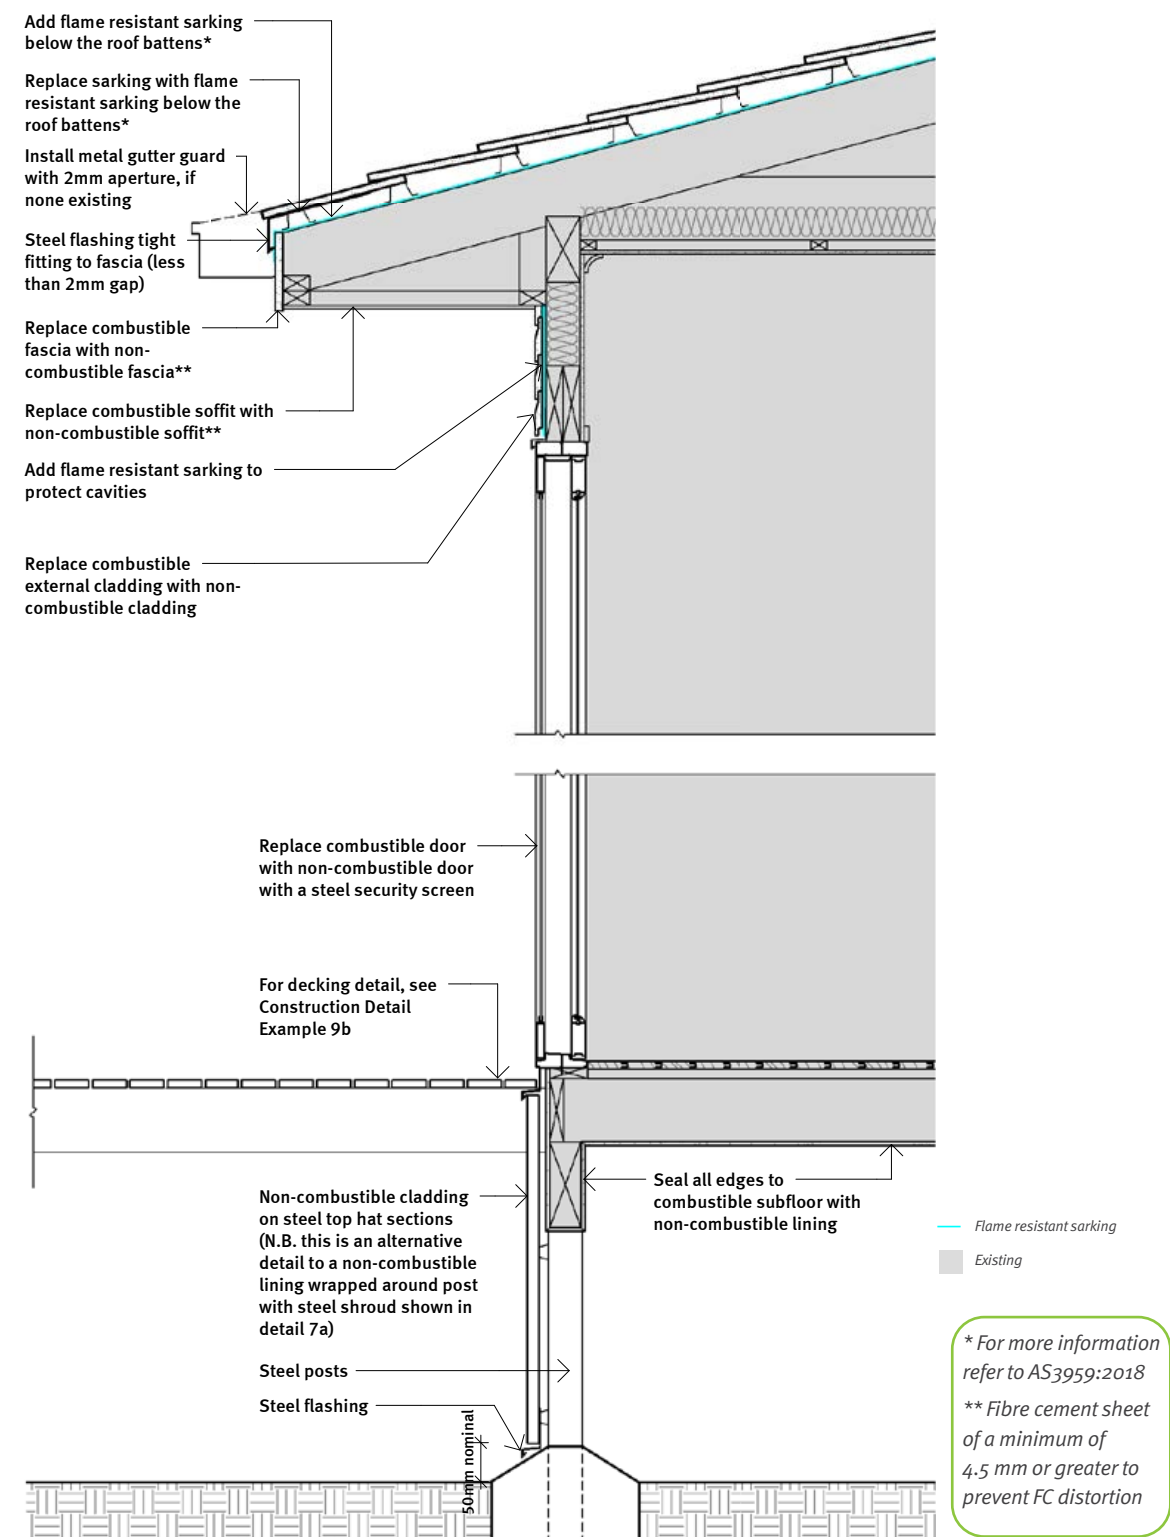 Add flame resistant sarking
below the roof battens*
Replace sarking with flame
resistant sarking below the
roof battens*
Install metal gutter guard
with 2mm aperture, if
none existing
Steel flashing tight
fitting to fascia (less
than 2mm gap)
Replace combustible
fascia with non-
combustible fascia**
Replace combustible soffit with
non-combustible soffit**
Add flame resistant sarking to
protect cavities
Replace combustible
external cladding with non-
combustible cladding
Replace combustible door
with non-combustible door
with a steel security screen
For decking detail, see
Construction Detail
Example 9b
Non-combustible cladding
on steel top hat sections
(N.B. this is an alternative
detail to a non-combustible
lining wrapped around post
with steel shroud shown in
detail 7a)
Seal all edges to
combustible subfloor with
non-combustible lining
Steel posts
Steel flashing
50mm nominal
Flame resistant sarking
Existing
* For more information
refer to AS3959:2018
** Fibre cement sheet
of a minimum of
4.5 mm or greater to
prevent FC distortion